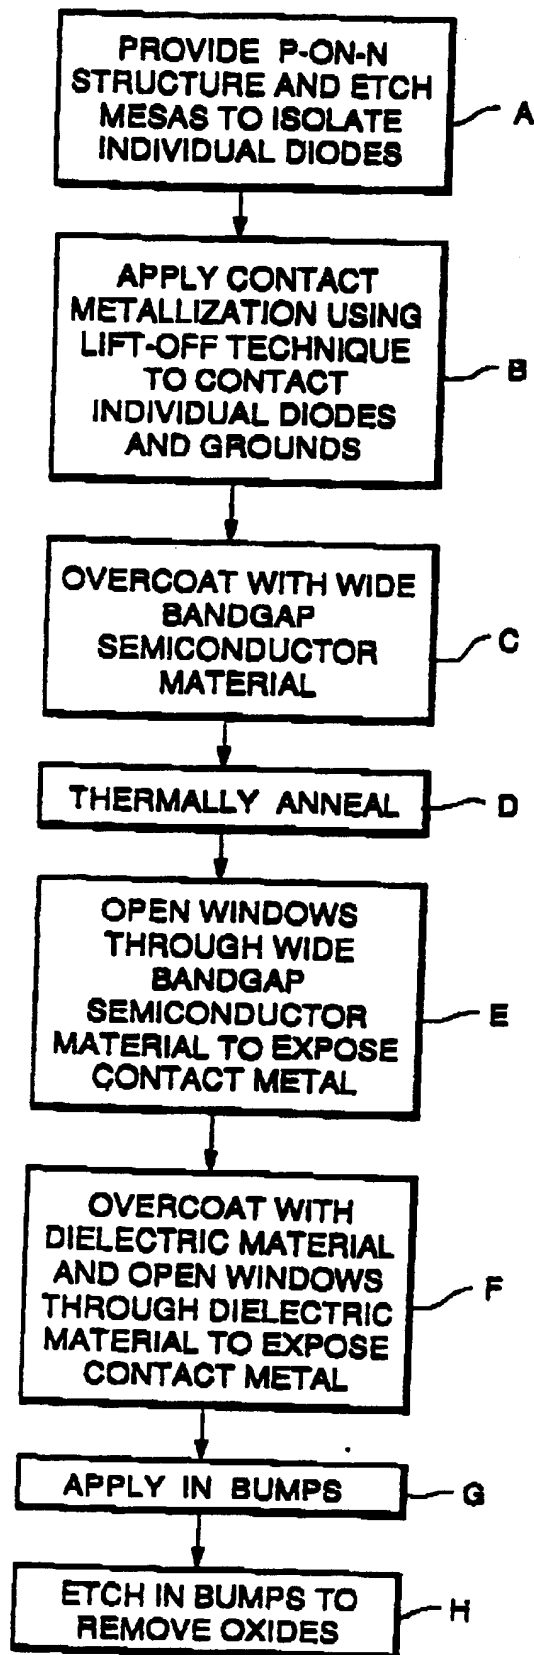 PROVIDE P-ON-N
STRUCTURE AND ETCH
MESAS TO ISOLATE
INDIVIDUAL DIODES
A
APPLY CONTACT
METALLIZATION USING
LIFT-OFF TECHNIQUE
TO CONTACT
INDIVIDUAL DIODES
AND GROUNDS
B
OVERCOAT WITH WIDE
BANDGAP
SEMICONDUCTOR
MATERIAL
C
THERMALLY ANNEAL
D
OPEN WINDOWS
THROUGH WIDE
BANDGAP
SEMICONDUCTOR
MATERIAL TO EXPOSE
CONTACT METAL
E
OVERCOAT WITH
DIELECTRIC MATERIAL
AND OPEN WINDOWS
THROUGH DIELECTRIC
MATERIAL TO EXPOSE
CONTACT METAL
F
APPLY IN BUMPS
G
ETCH IN BUMPS TO
REMOVE OXIDES
H